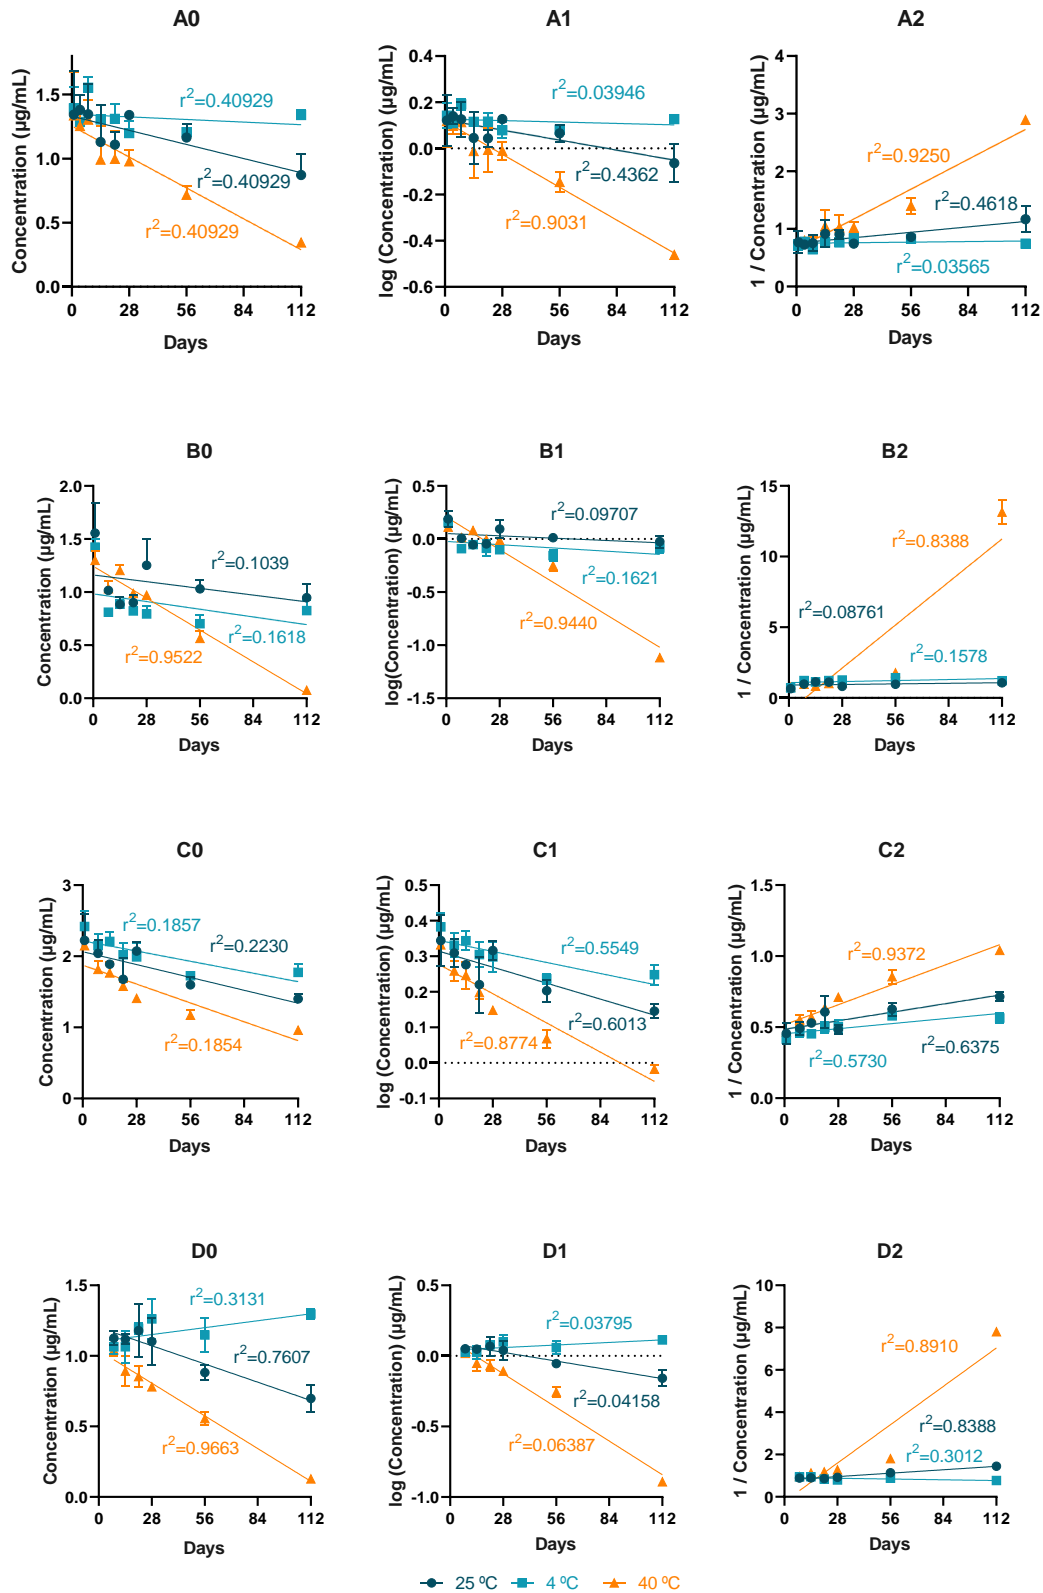 A0
A1
A2
Concentration (µg/mL)
1.5
1.0
0.5
0.0
r²=0.40929
r²=0.40929
r²=0.40929
0 28 56 84 112
Days
log (Concentration) (µg/mL)
0.4
0.2
0.0
-0.2
-0.4
-0.6
r²=0.03946
r²=0.4362
r²=0.9031
0 28 56 84 112
Days
1 / Concentration (µg/mL)
4
3
2
1
0
r²=0.9250
r²=0.4618
r²=0.03565
0 28 56 84 112
Days
B0
B1
B2
Concentration (µg/mL)
2.0
1.5
1.0
0.5
0.0
r²=0.1039
r²=0.1618
r²=0.9522
0 28 56 84 112
Days
log(Concentration) (µg/mL)
0.5
0.0
-0.5
-1.0
-1.5
r²=0.09707
r²=0.1621
r²=0.9440
0 28 56 84 112
Days
1 / Concentration (µg/mL)
15
10
5
0
r²=0.8388
r²=0.08761
r²=0.1578
0 28 56 84 112
Days
C0
C1
C2
Concentration (µg/mL)
3
2
1
0
r²=0.1857
r²=0.2230
r²=0.1854
0 28 56 84 112
Days
log (Concentration)) (µg/mL)
0.5
0.4
0.3
0.2
0.1
0.0
-0.1
r²=0.5549
r²=0.6013
r²=0.8774
0 28 56 84 112
Days
1 / Concentration (µg/mL)
1.5
1.0
0.5
0.0
r²=0.9372
r²=0.6375
r²=0.5730
0 28 56 84 112
Days
D0
D1
D2
Concentration (µg/mL)
1.5
1.0
0.5
0.0
r²=0.3131
r²=0.7607
r²=0.9663
0 28 56 84 112
Days
log (Concentration) (µg/mL)
0.5
0.0
-0.5
-1.0
r²=0.03795
r²=0.04158
r²=0.06387
0 28 56 84 112
Days
1 / Concentration (µg/mL)
10
8
6
4
2
0
r²=0.8910
r²=0.8388
r²=0.3012
0 28 56 84 112
Days
25 ºC 4 ºC 40 ºC